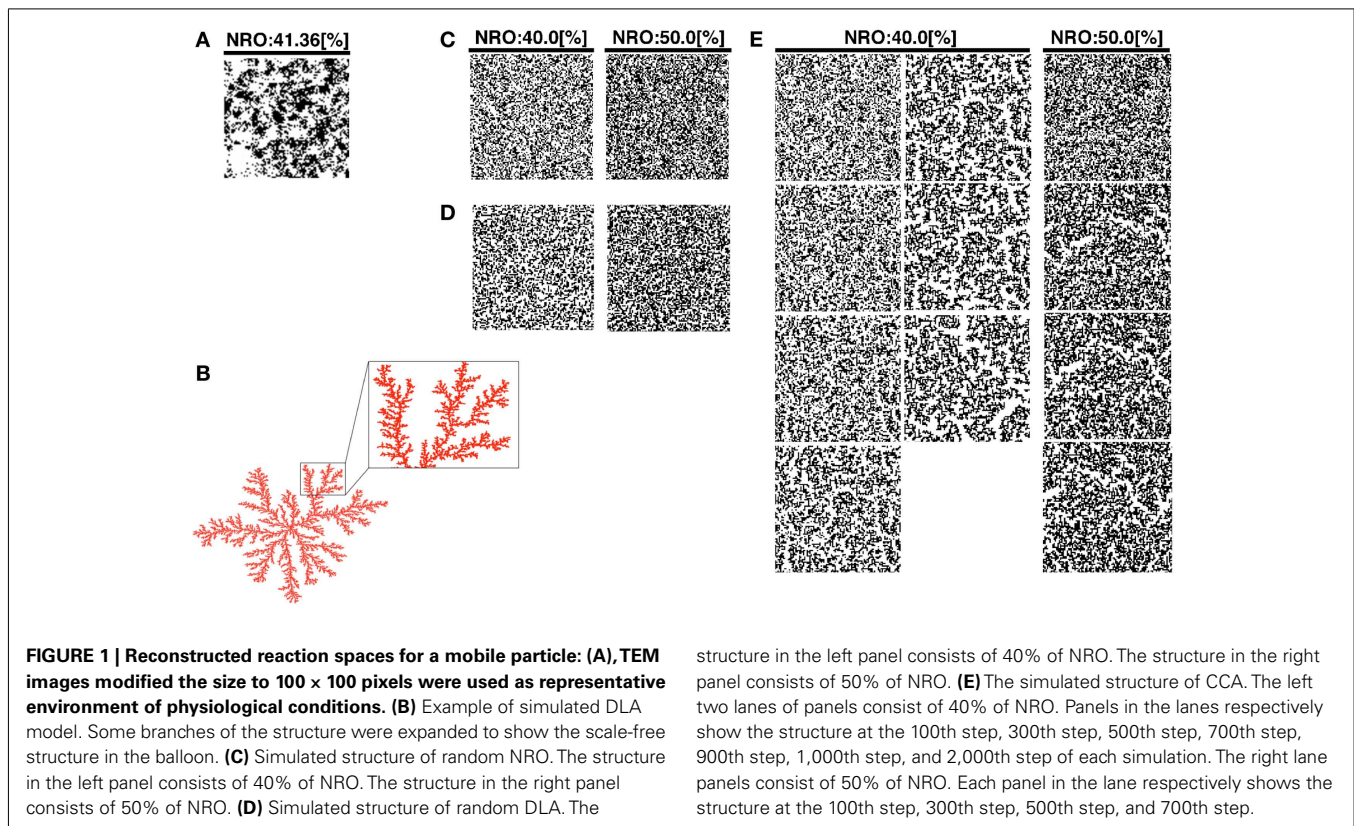 A NRO:41.36[%]
C NRO:40.0[%] NRO:50.0[%]
E NRO:40.0[%] NRO:50.0[%]
D
B
FIGURE 1 | Reconstructed reaction spaces for a mobile particle: (A), TEM
images modified the size to 100 × 100 pixels were used as representative
environment of physiological conditions. (B) Example of simulated DLA
model. Some branches of the structure were expanded to show the scale-free
structure in the balloon. (C) Simulated structure of random NRO. The structure
in the left panel consists of 40% of NRO. The structure in the right panel
consists of 50% of NRO. (D) Simulated structure of random DLA. The
structure in the left panel consists of 40% of NRO. The structure in the right
panel consists of 50% of NRO. (E) The simulated structure of CCA. The left
two lanes of panels consist of 40% of NRO. Panels in the lanes respectively
show the structure at the 100th step, 300th step, 500th step, 700th step,
900th step, 1,000th step, and 2,000th step of each simulation. The right lane
panels consist of 50% of NRO. Each panel in the lane respectively shows the
structure at the 100th step, 300th step, 500th step, and 700th step.